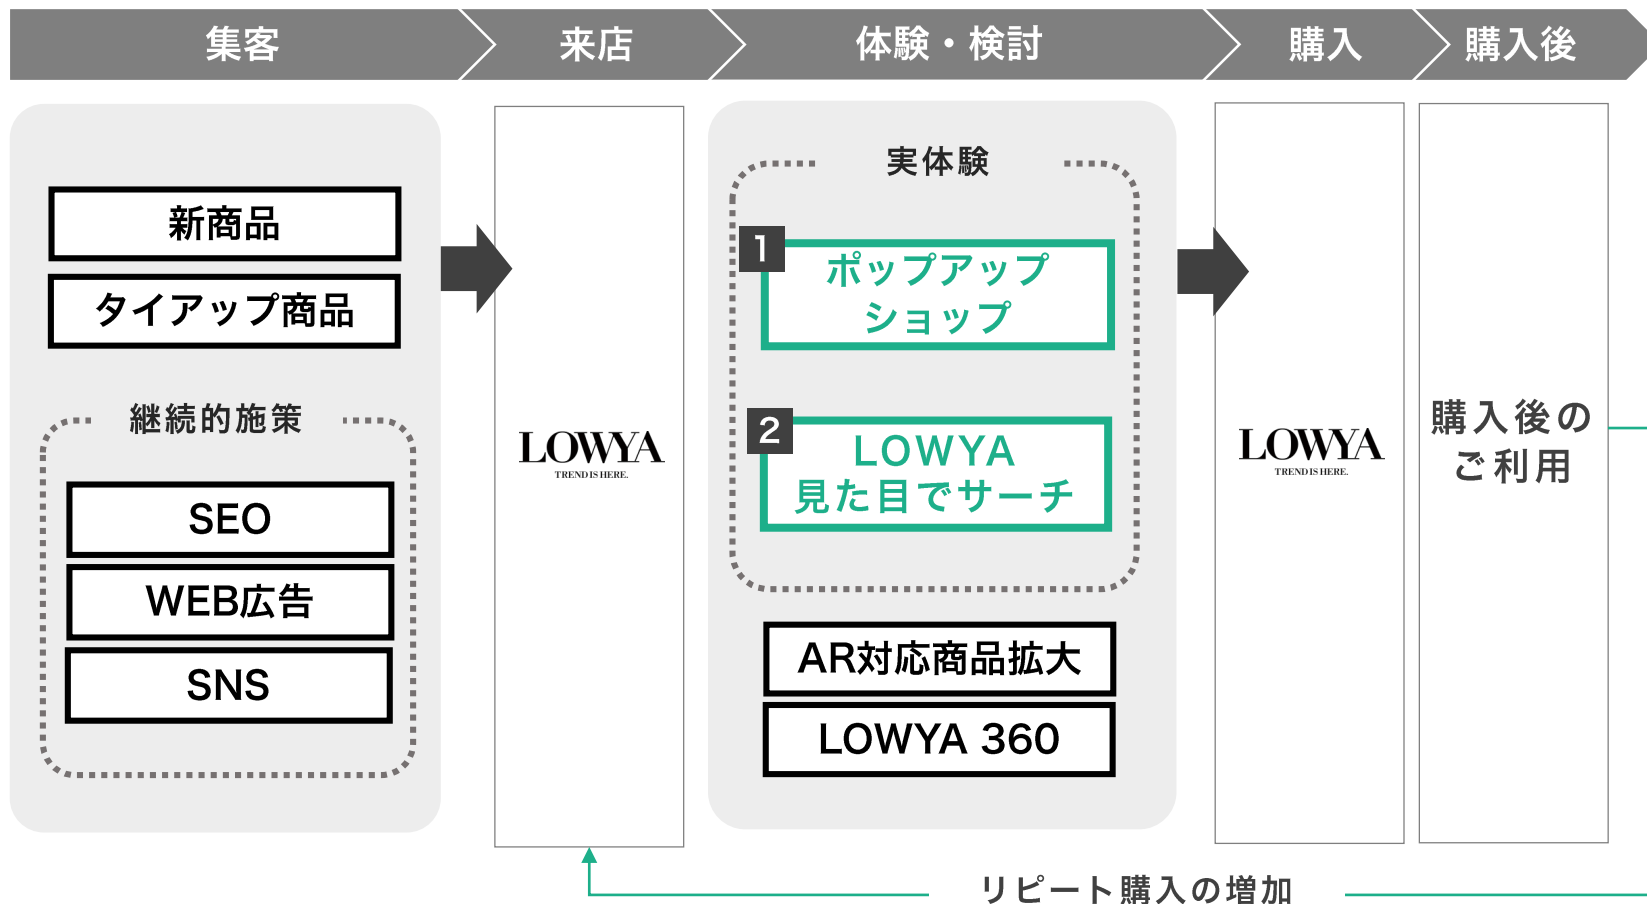 集客
来店
体験・検討
購入
購入後
新商品
タイアップ商品
継続的施策
SEO
WEB広告
SNS
LOWYA
TREND IS HERE.
実体験
1
ポップアップ
ショップ
2
LOWYA
見た目でサーチ
AR対応商品拡大
LOWYA 360
LOWYA
TREND IS HERE.
購入後の
ご利用
リピート購入の増加